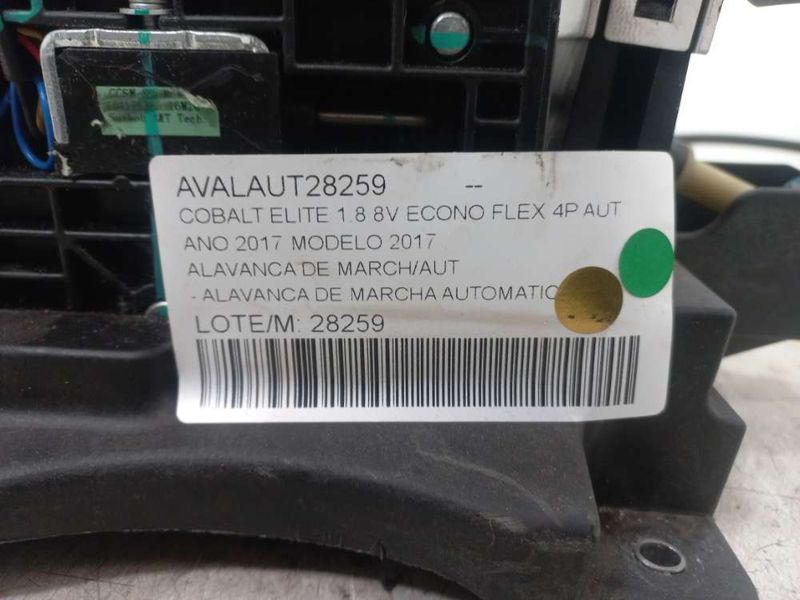 Tech
AVALAUT28259 --
COBALT ELITE 1.8 8V ECONO FLEX 4P AUT
ANO 2017 MODELO 2017
ALAVANCA DE MARCH/AUT
- ALAVANCA DE MARCHA AUTOMATIC
LOTE/M: 28259